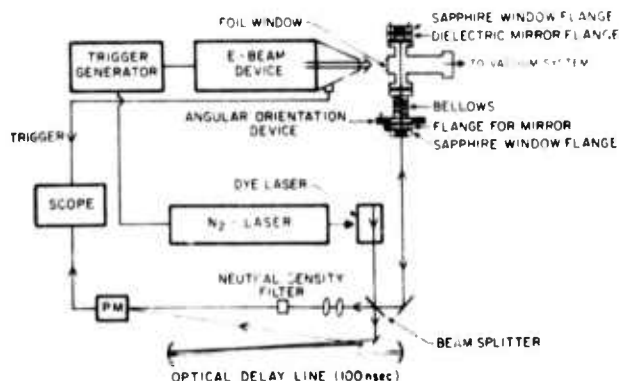 FOIL WINDOW
SAPPHIRE WINDOW FLANGE
DIELECTRIC MIRROR FLANGE
TRIGGER
GENERATOR
E-BEAM
DEVICE
TO VACUUM SYSTEM
BELLOWS
ANGULAR ORIENTATION
DEVICE
FLANGE FOR MIRROR
SAPPHIRE WINDOW FLANGE
TRIGGER
DYE LASER
SCOPE
N2-LASER
NEUTRAL DENSITY
FILTER
PM
BEAM SPLITTER
OPTICAL DELAY LINE (100nsec)